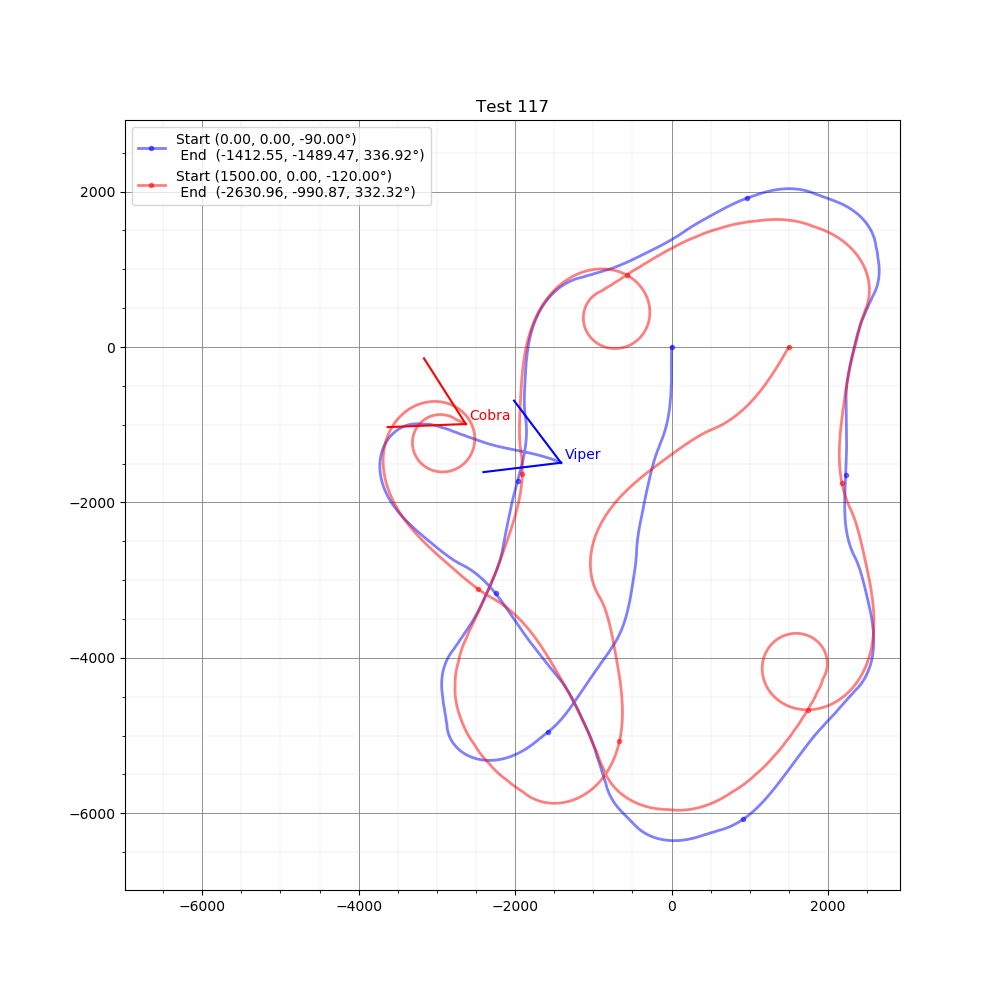 Test 117
Start (0.00, 0.00, -90.00°)
End (-1412.55, -1489.47, 336.92°)
Start (1500.00, 0.00, -120.00°)
End (-2630.96, -990.87, 332.32°)
2000
0
−2000
−4000
−6000
Cobra
Viper
−6000 −4000 −2000 0 2000